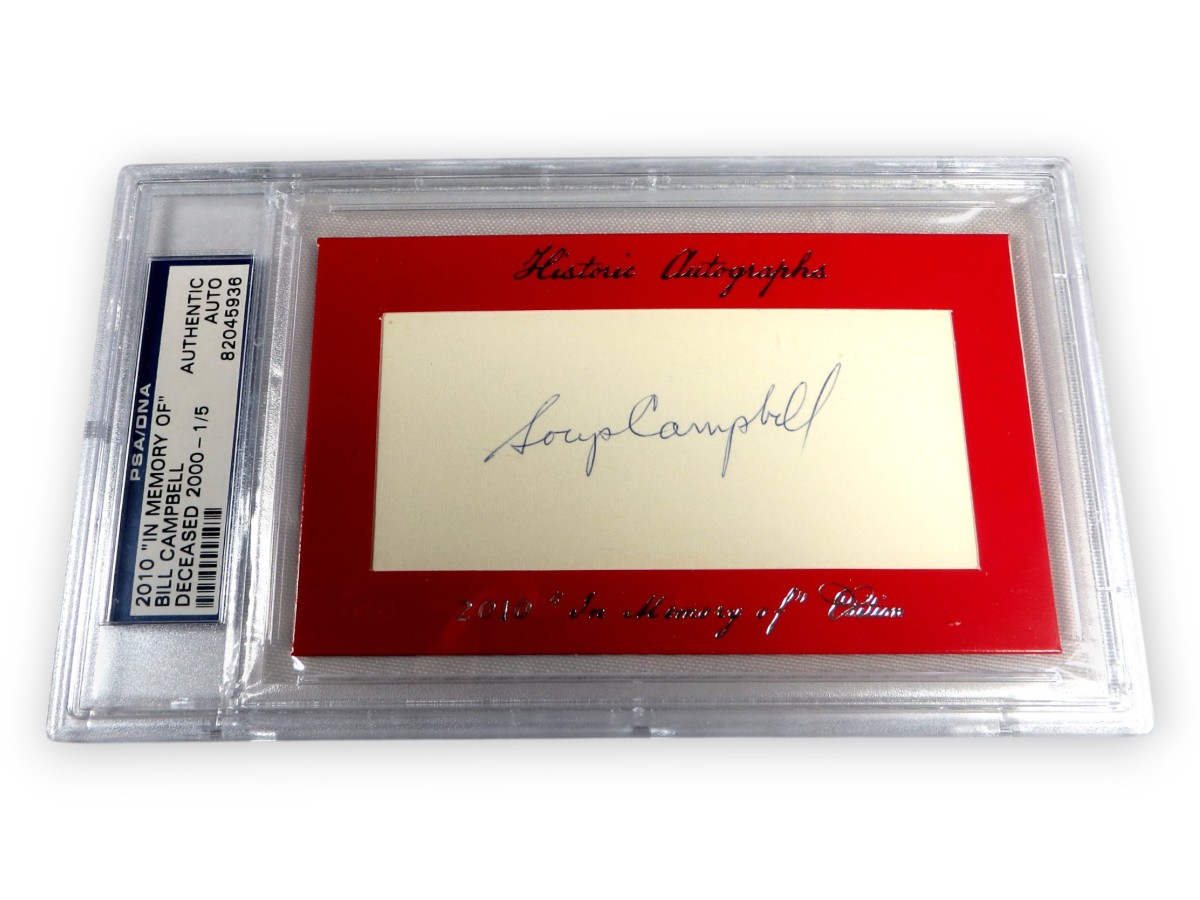 PSA/DNA
2010 "IN MEMORY OF"
BILL CAMPBELL
DECEASED 2000 - 1/5
AUTHENTIC
AUTO
82045936
Historic Autographs
Soup Campbell
2010 "In Memory of" Edition